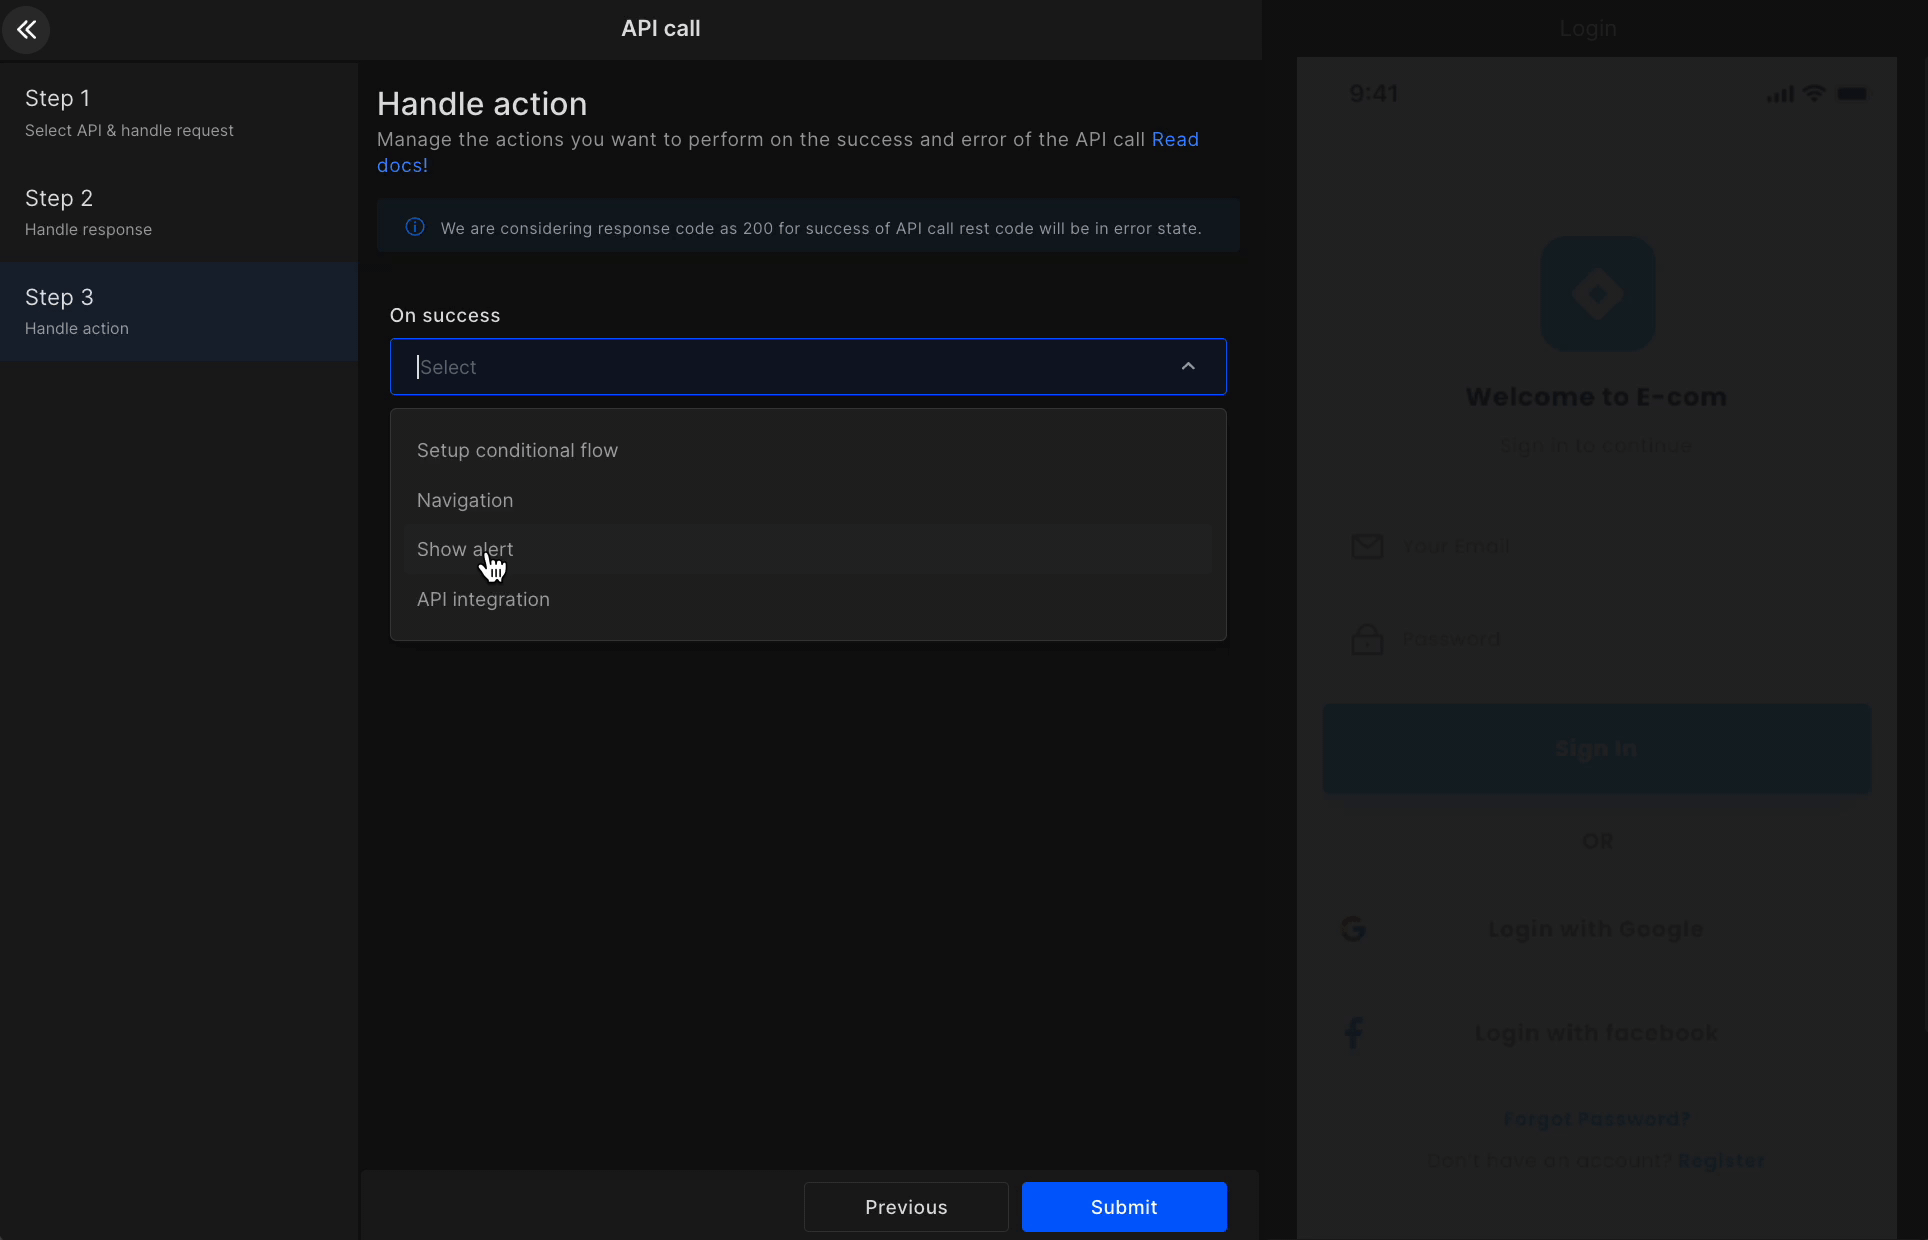 API call
Step 1
Select API & handle request
Step 2
Handle response
Step 3
Handle action
Handle action
Manage the actions you want to perform on the success and error of the API call Read
docs!
We are considering response code as 200 for success of API call rest code will be in error state.
On success
Select
Setup conditional flow
Navigation
Show alert
API integration
Previous
Submit
Login
9:41
Welcome to E-com
Sign in to continue
Your Email
Password
Sign In
OR
Login with Google
Login with facebook
Forgot Password?
Don't have an account? Register